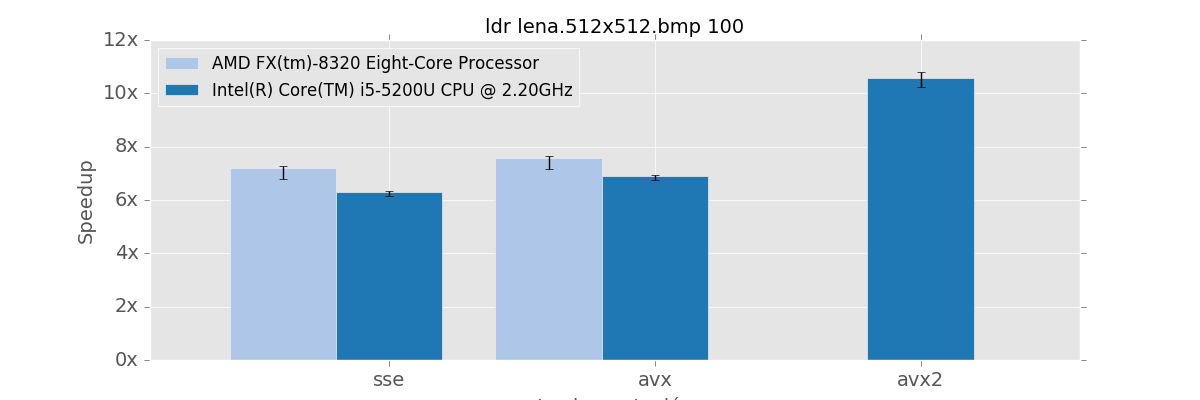 ldr lena.512x512.bmp 100
12x
AMD FX(tm)-8320 Eight-Core Processor
Intel(R) Core(TM) i5-5200U CPU @ 2.20GHz
10x
8x
6x
4x
2x
0x
Speedup
sse avx avx2